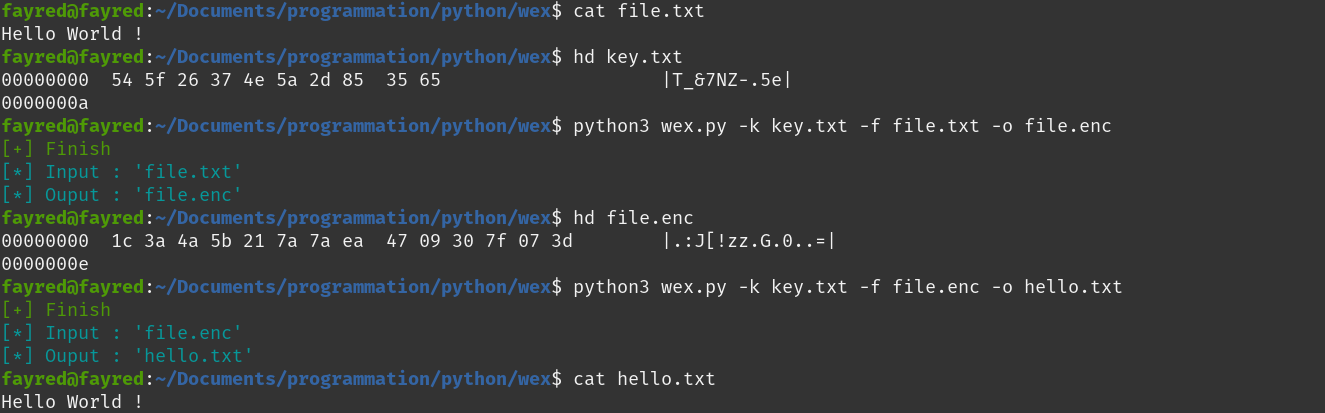 fayred@fayred:~/Documents/programmation/python/wex$ cat file.txt
Hello World !
fayred@fayred:~/Documents/programmation/python/wex$ hd key.txt
00000000  54 5f 26 37 4e 5a 2d 85  35 65                    |T_&7NZ-.5e|
0000000a
fayred@fayred:~/Documents/programmation/python/wex$ python3 wex.py -k key.txt -f file.txt -o file.enc
[+] Finish
[*] Input : 'file.txt'
[*] Ouput : 'file.enc'
fayred@fayred:~/Documents/programmation/python/wex$ hd file.enc
00000000  1c 3a 4a 5b 21 7a 7a ea  47 09 30 7f 07 3d        |.:J[!zz.G.0..=|
0000000e
fayred@fayred:~/Documents/programmation/python/wex$ python3 wex.py -k key.txt -f file.enc -o hello.txt
[+] Finish
[*] Input : 'file.enc'
[*] Ouput : 'hello.txt'
fayred@fayred:~/Documents/programmation/python/wex$ cat hello.txt
Hello World !